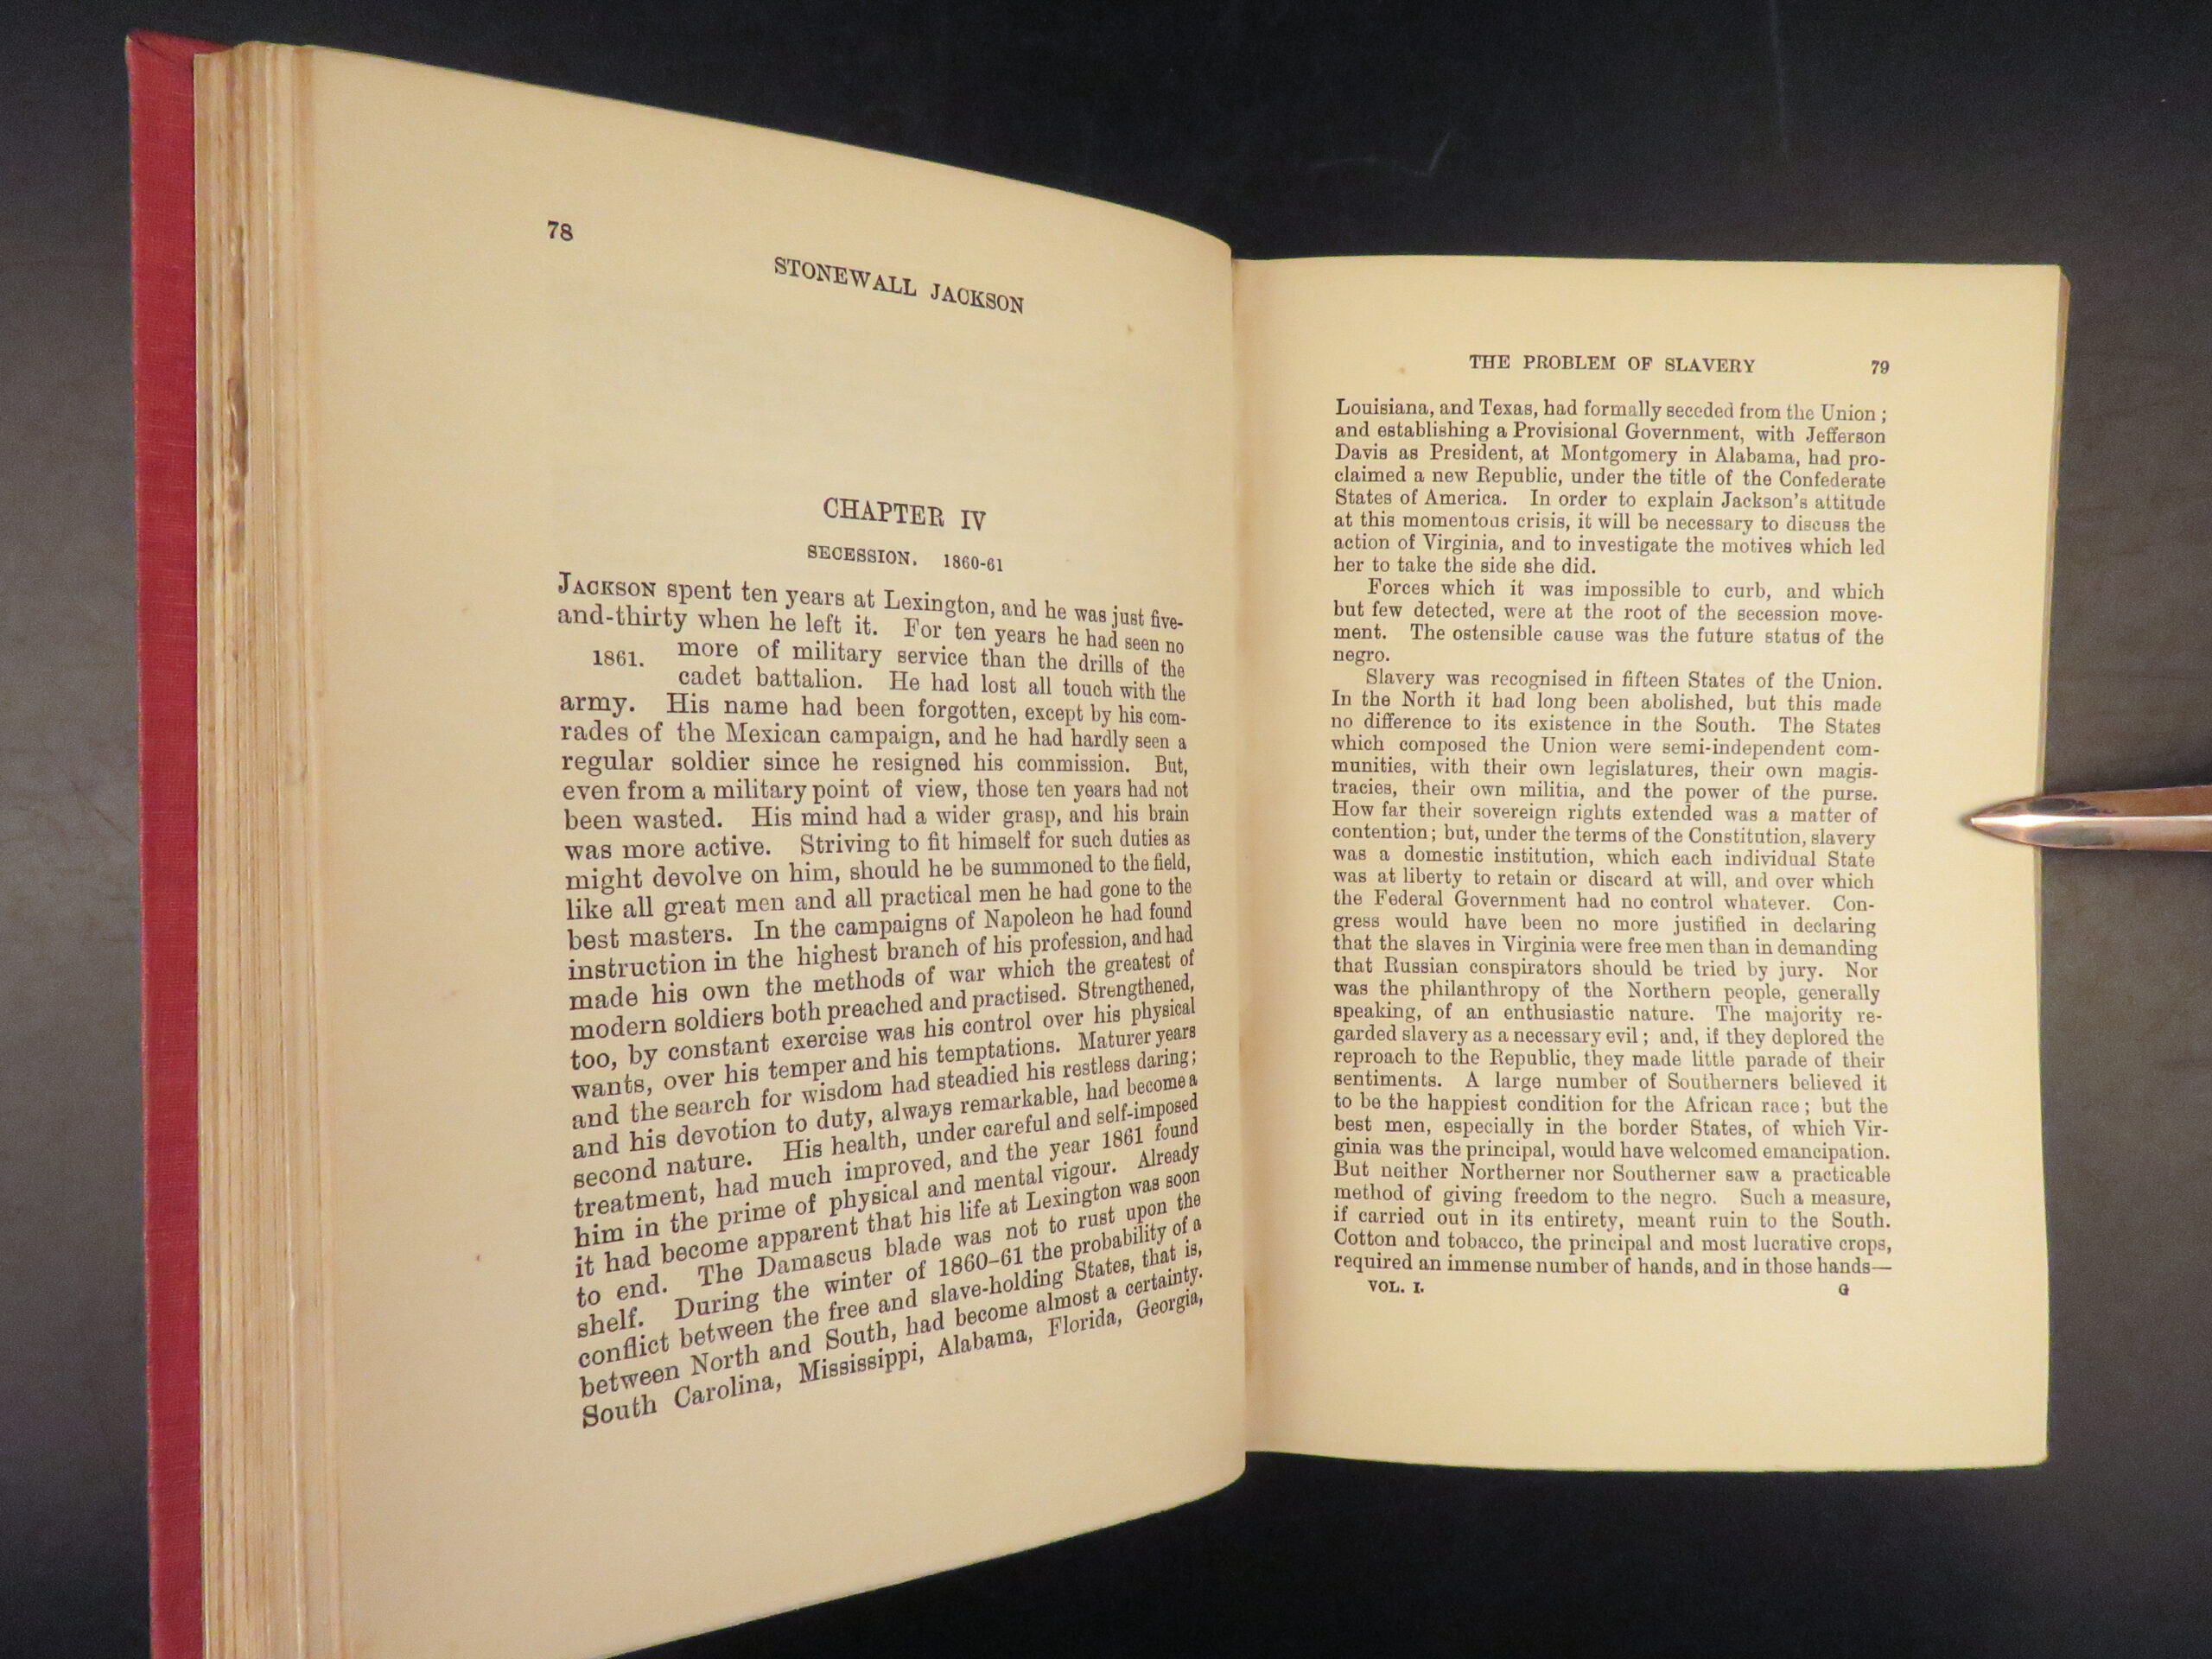 78
STONEWALL JACKSON
CHAPTER IV
SECESSION. 1860-61
JACKSON spent ten years at Lexington, and he was just five-
and-thirty when he left it. For ten years he had seen no
1861. more of military service than the drills of the
cadet battalion. He had lost all touch with the
army. His name had been forgotten, except by his com-
rades of the Mexican campaign, and he had hardly seen a
regular soldier since he resigned his commission. But,
even from a military point of view, those ten years had not
been wasted. His mind had a wider grasp, and his brain
was more active. Striving to fit himself for such duties as
might devolve on him, should he be summoned to the field,
like all great men and all practical men he had gone to the
best masters. In the campaigns of Napoleon he had found
instruction in the highest branch of his profession, and had
made his own the methods of war which the greatest of
modern soldiers both preached and practised. Strengthened,
too, by constant exercise was his control over his physical
wants, over his temper and his temptations. Maturer years
and the search for wisdom had steadied his restless daring;
and his devotion to duty, always remarkable, had become a
second nature. His health, under careful and self-imposed
treatment, had much improved, and the year 1861 found
him in the prime of physical and mental vigour. Already
it had become apparent that his life at Lexington was soon
to end. The Damascus blade was not to rust upon the
shelf. During the winter of 1860-61 the probability of a
conflict between the free and slave-holding States, that is,
between North and South, had become almost a certainty.
South Carolina, Mississippi, Alabama, Florida, Georgia,
THE PROBLEM OF SLAVERY 79
Louisiana, and Texas, had formally seceded from the Union;
and establishing a Provisional Government, with Jefferson
Davis as President, at Montgomery in Alabama, had pro-
claimed a new Republic, under the title of the Confederate
States of America. In order to explain Jackson's attitude
at this momentous crisis, it will be necessary to discuss the
action of Virginia, and to investigate the motives which led
her to take the side she did.
Forces which it was impossible to curb, and which
but few detected, were at the root of the secession move-
ment. The ostensible cause was the future status of the
negro.
Slavery was recognised in fifteen States of the Union.
In the North it had long been abolished, but this made
no difference to its existence in the South. The States
which composed the Union were semi-independent com-
munities, with their own legislatures, their own magis-
tracies, their own militia, and the power of the purse.
How far their sovereign rights extended was a matter of
contention; but, under the terms of the Constitution, slavery
was a domestic institution, which each individual State
was at liberty to retain or discard at will, and over which
the Federal Government had no control whatever. Con-
gress would have been no more justified in declaring
that the slaves in Virginia were free men than in demanding
that Russian conspirators should be tried by jury. Nor
was the philanthropy of the Northern people, generally
speaking, of an enthusiastic nature. The majority re-
garded slavery as a necessary evil; and, if they deplored the
reproach to the Republic, they made little parade of their
sentiments. A large number of Southerners believed it
to be the happiest condition for the African race; but the
best men, especially in the border States, of which Vir-
ginia was the principal, would have welcomed emancipation.
But neither Northerner nor Southerner saw a practicable
method of giving freedom to the negro. Such a measure,
if carried out in its entirety, meant ruin to the South.
Cotton and tobacco, the principal and most lucrative crops,
required an immense number of hands, and in those hands—
VOL. I. G